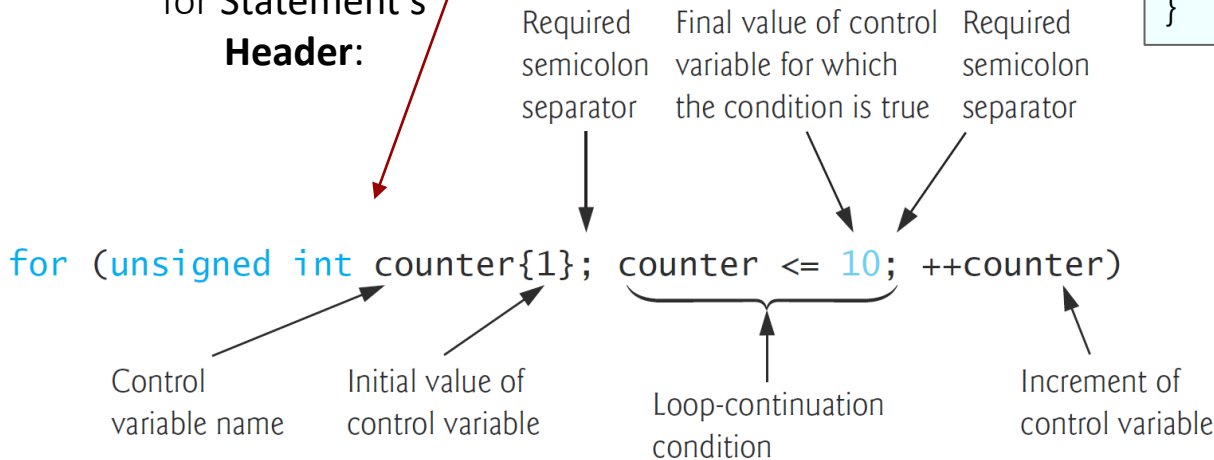 for Statement's
Header:
}
Required
semicolon
separator
Final value of control
variable for which
the condition is true
Required
semicolon
separator
for (unsigned int counter{1}; counter <= 10; ++counter)
Control
variable name
Initial value of
control variable
Loop-continuation
condition
Increment of
control variable